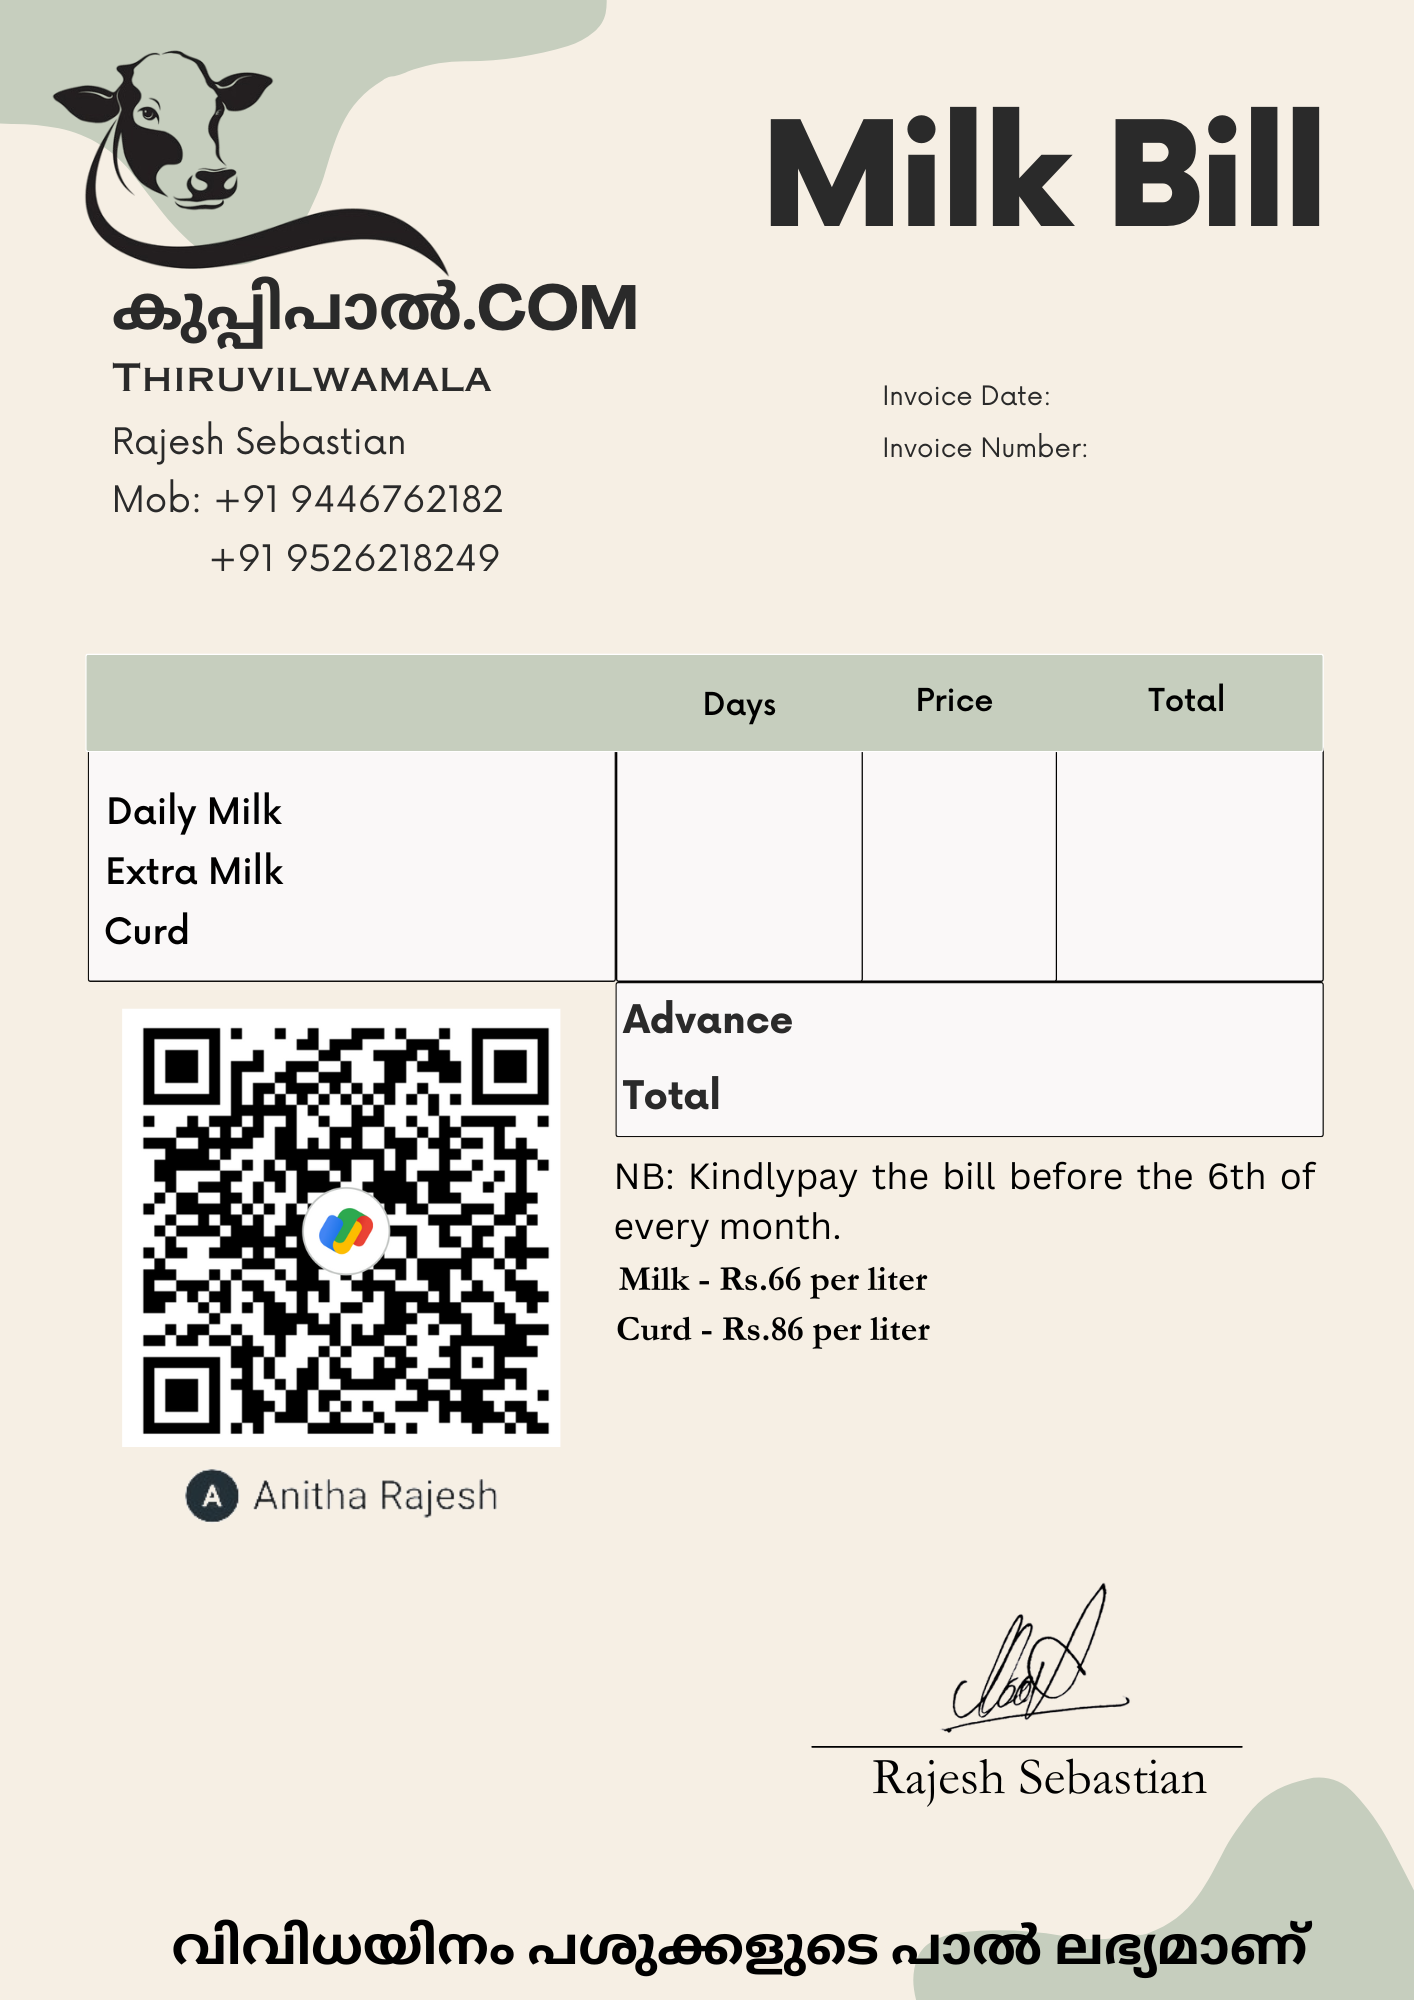 Milk Bill
കുപ്പിപാൽ.COM
THIRUVILWAMALA
Rajesh Sebastian
Mob: +91 9446762182
+91 9526218249
Invoice Date:
Invoice Number:
Days Price Total
Daily Milk
Extra Milk
Curd
Advance
Total
NB: Kindlypay the bill before the 6th of
every month.
Milk - Rs.66 per liter
Curd - Rs.86 per liter
A Anitha Rajesh
Rajesh Sebastian
വിവിധയിനം പശുക്കളുടെ പാൽ ലഭ്യമാണ്